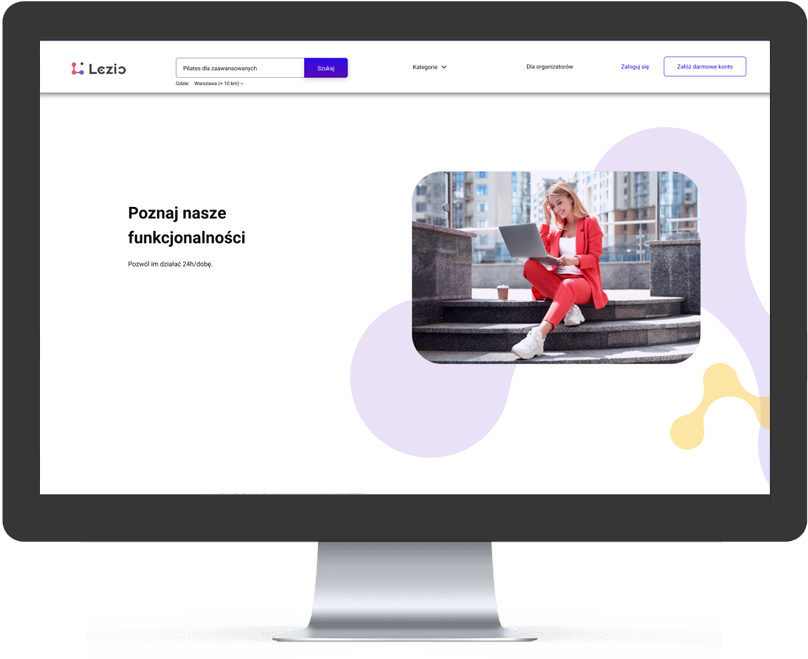 Lezio
Pilates dla zaawansowanych
Szukaj
Gdzie: Warszawa (+ 10 km)
Kategorie
Dla organizatorów
Zaloguj się
Załóż darmowe konto
Poznaj nasze
funkcjonalności
Pozwól im działać 24h/dobę.